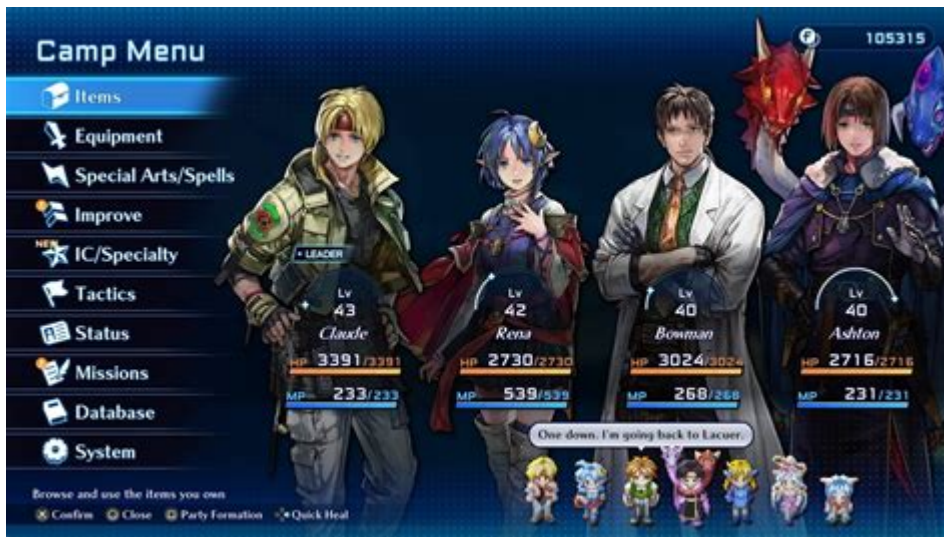 Camp Menu
F 105315
Items
Equipment
Special Arts/Spells
Improve
NEW
IC/Specialty
Tactics
Status
Missions
Database
System
LEADER
Lv
43
Claude
HP 3391/3391
MP 233/233
Lv
42
Rena
HP 2730/2730
MP 539/539
Lv
40
Bowman
HP 3024/3024
MP 268/268
Lv
40
Ashton
HP 2716/2716
MP 231/231
One down. I'm going back to Lacuer.
Browse and use the items you own
Confirm Close Party Formation Quick Heal